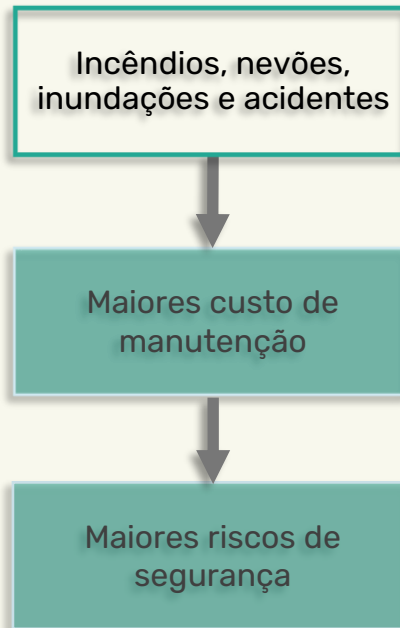 Incêndios, nevões,
inundações e acidentes
Maiores custo de
manutenção
Maiores riscos de
segurança